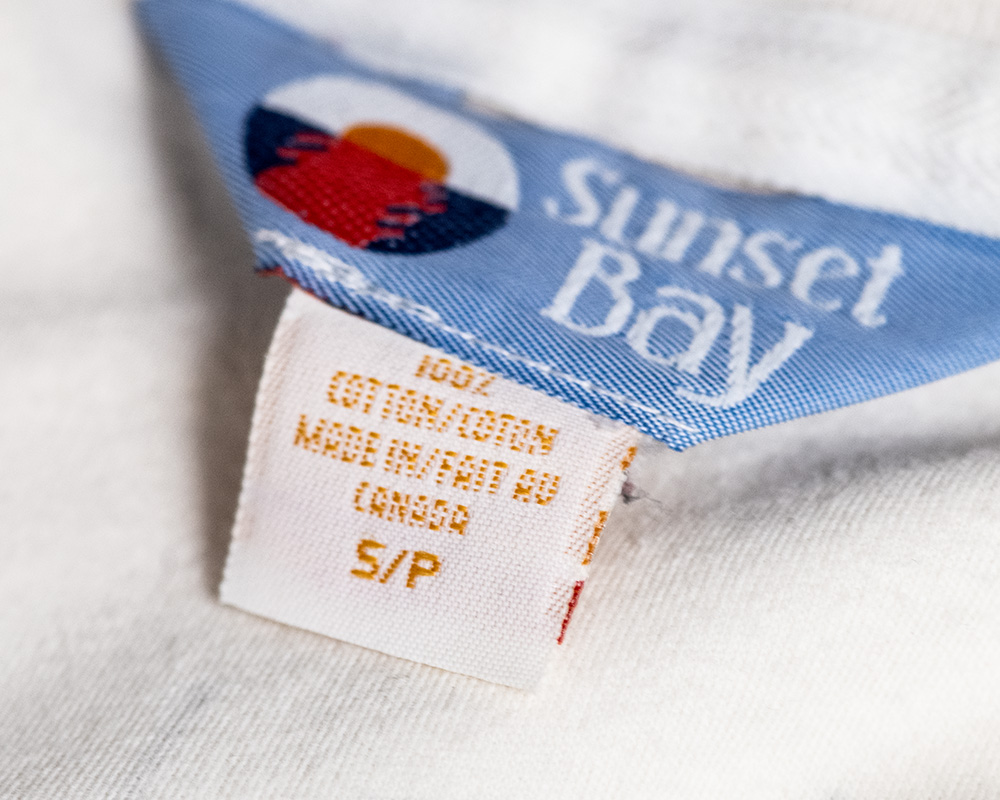 Sunset
Bay
100%
COTTON/COTON
MADE IN/FAIT AU
CANADA
S/P